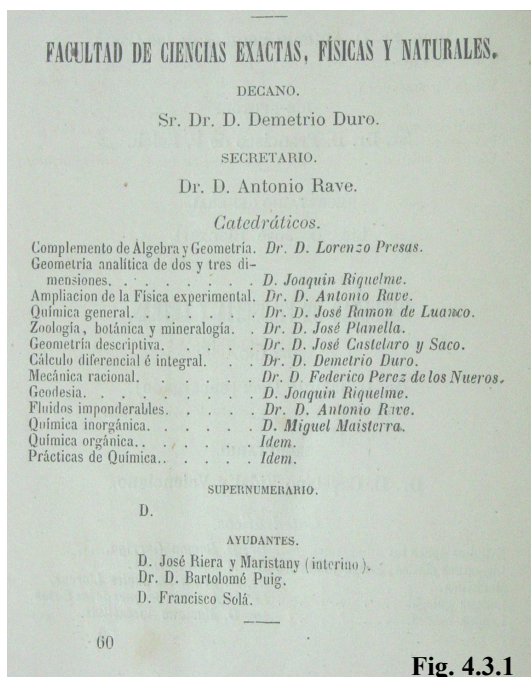 FACULTAD DE CIENCIAS EXACTAS, FÍSICAS Y NATURALES.
DECANO.
Sr. Dr. D. Demetrio Duro.
SECRETARIO.
Dr. D. Antonio Rave.
Catedráticos.
Complemento de Álgebra y Geometría. Dr. D. Lorenzo Presas.
Geometría analítica de dos y tres di-
mensiones. . . . . . . . D. Joaquin Riquelme.
Ampliacion de la Física experimental. Dr. D. Antonio Rave.
Química general. . . . . . . Dr. D. José Ramon de Luanco.
Zoología, botánica y mineralogía. . Dr. D. José Planella.
Geometría descriptiva. . . . . . Dr. D. José Castelaro y Saco.
Cálculo diferencial é integral. . . Dr. D. Demetrio Duro.
Mecánica racional. . . . . . Dr. D. Federico Perez de los Nueros.
Geodesia. . . . . . . . . D. Joaquin Riquelme.
Fluidos imponderables. . . . . . Dr. D. Antonio Rave.
Química inorgánica. . . . . . D. Miguel Maisterra.
Química orgánica.. . . . . . Idem.
Prácticas de Química.. . . . . Idem.
SUPERNUMERARIO.
D.
AYUDANTES.
D. José Riera y Maristany (interino).
Dr. D. Bartolomé Puig.
D. Francisco Solá.
60
Fig. 4.3.1